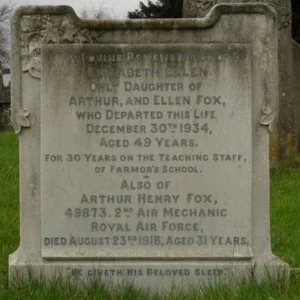 In Loving Remembrance of
Elizabeth Ellen,
Only Daughter of
Arthur, and Ellen Fox,
who Departed this Life
December 30TH 1934,
Aged 49 Years.
For 30 Years on the Teaching Staff,
of Farmor's School.
Also of
Arthur Henry Fox,
49873. 2ND Air Mechanic
Royal Air Force,
Died August 23RD 1918, Aged 31 Years.
"He giveth His Beloved Sleep."